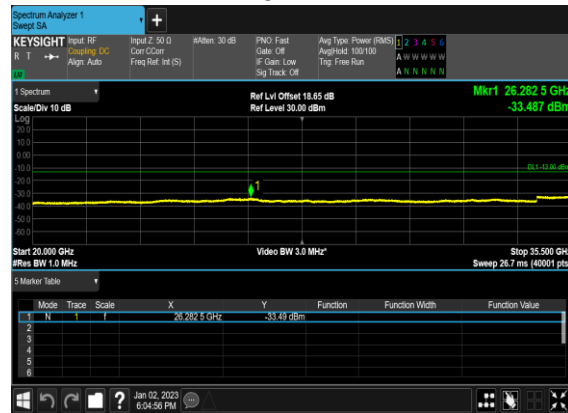 Spectrum Analyzer 1
Swept SA
+
KEYSIGHT Input: RF Input Z: 50 Ω #Atten: 30 dB PNO: Fast Avg Type: Power (RMS) 1 2 3 4 5 6
R T Coupling: DC Corr CCorr Gate: Off Avg|Hold: 100/100 A W W W W W
Align: Auto Freq Ref: Int (S) IF Gain: Low Trig: Free Run
LW Sig Track: Off A N N N N N
1 Spectrum Ref Lvl Offset 18.65 dB Mkr1 26.282 5 GHz
Scale/Div 10 dB Ref Level 30.00 dBm -33.487 dBm
Log
20.0
10.0
0.00
-10.0 DL1 -13.00 dBm
-20.0
-30.0 1
-40.0
-50.0
-60.0
Start 20.000 GHz Video BW 3.0 MHz* Stop 35.500 GHz
#Res BW 1.0 MHz Sweep 26.7 ms (40001 pts
5 Marker Table
Mode Trace Scale X Y Function Function Width Function Value
1 N 1 f 26.282 5 GHz -33.49 dBm
2
3
4
5
6
? Jan 02, 2023
6:04:56 PM